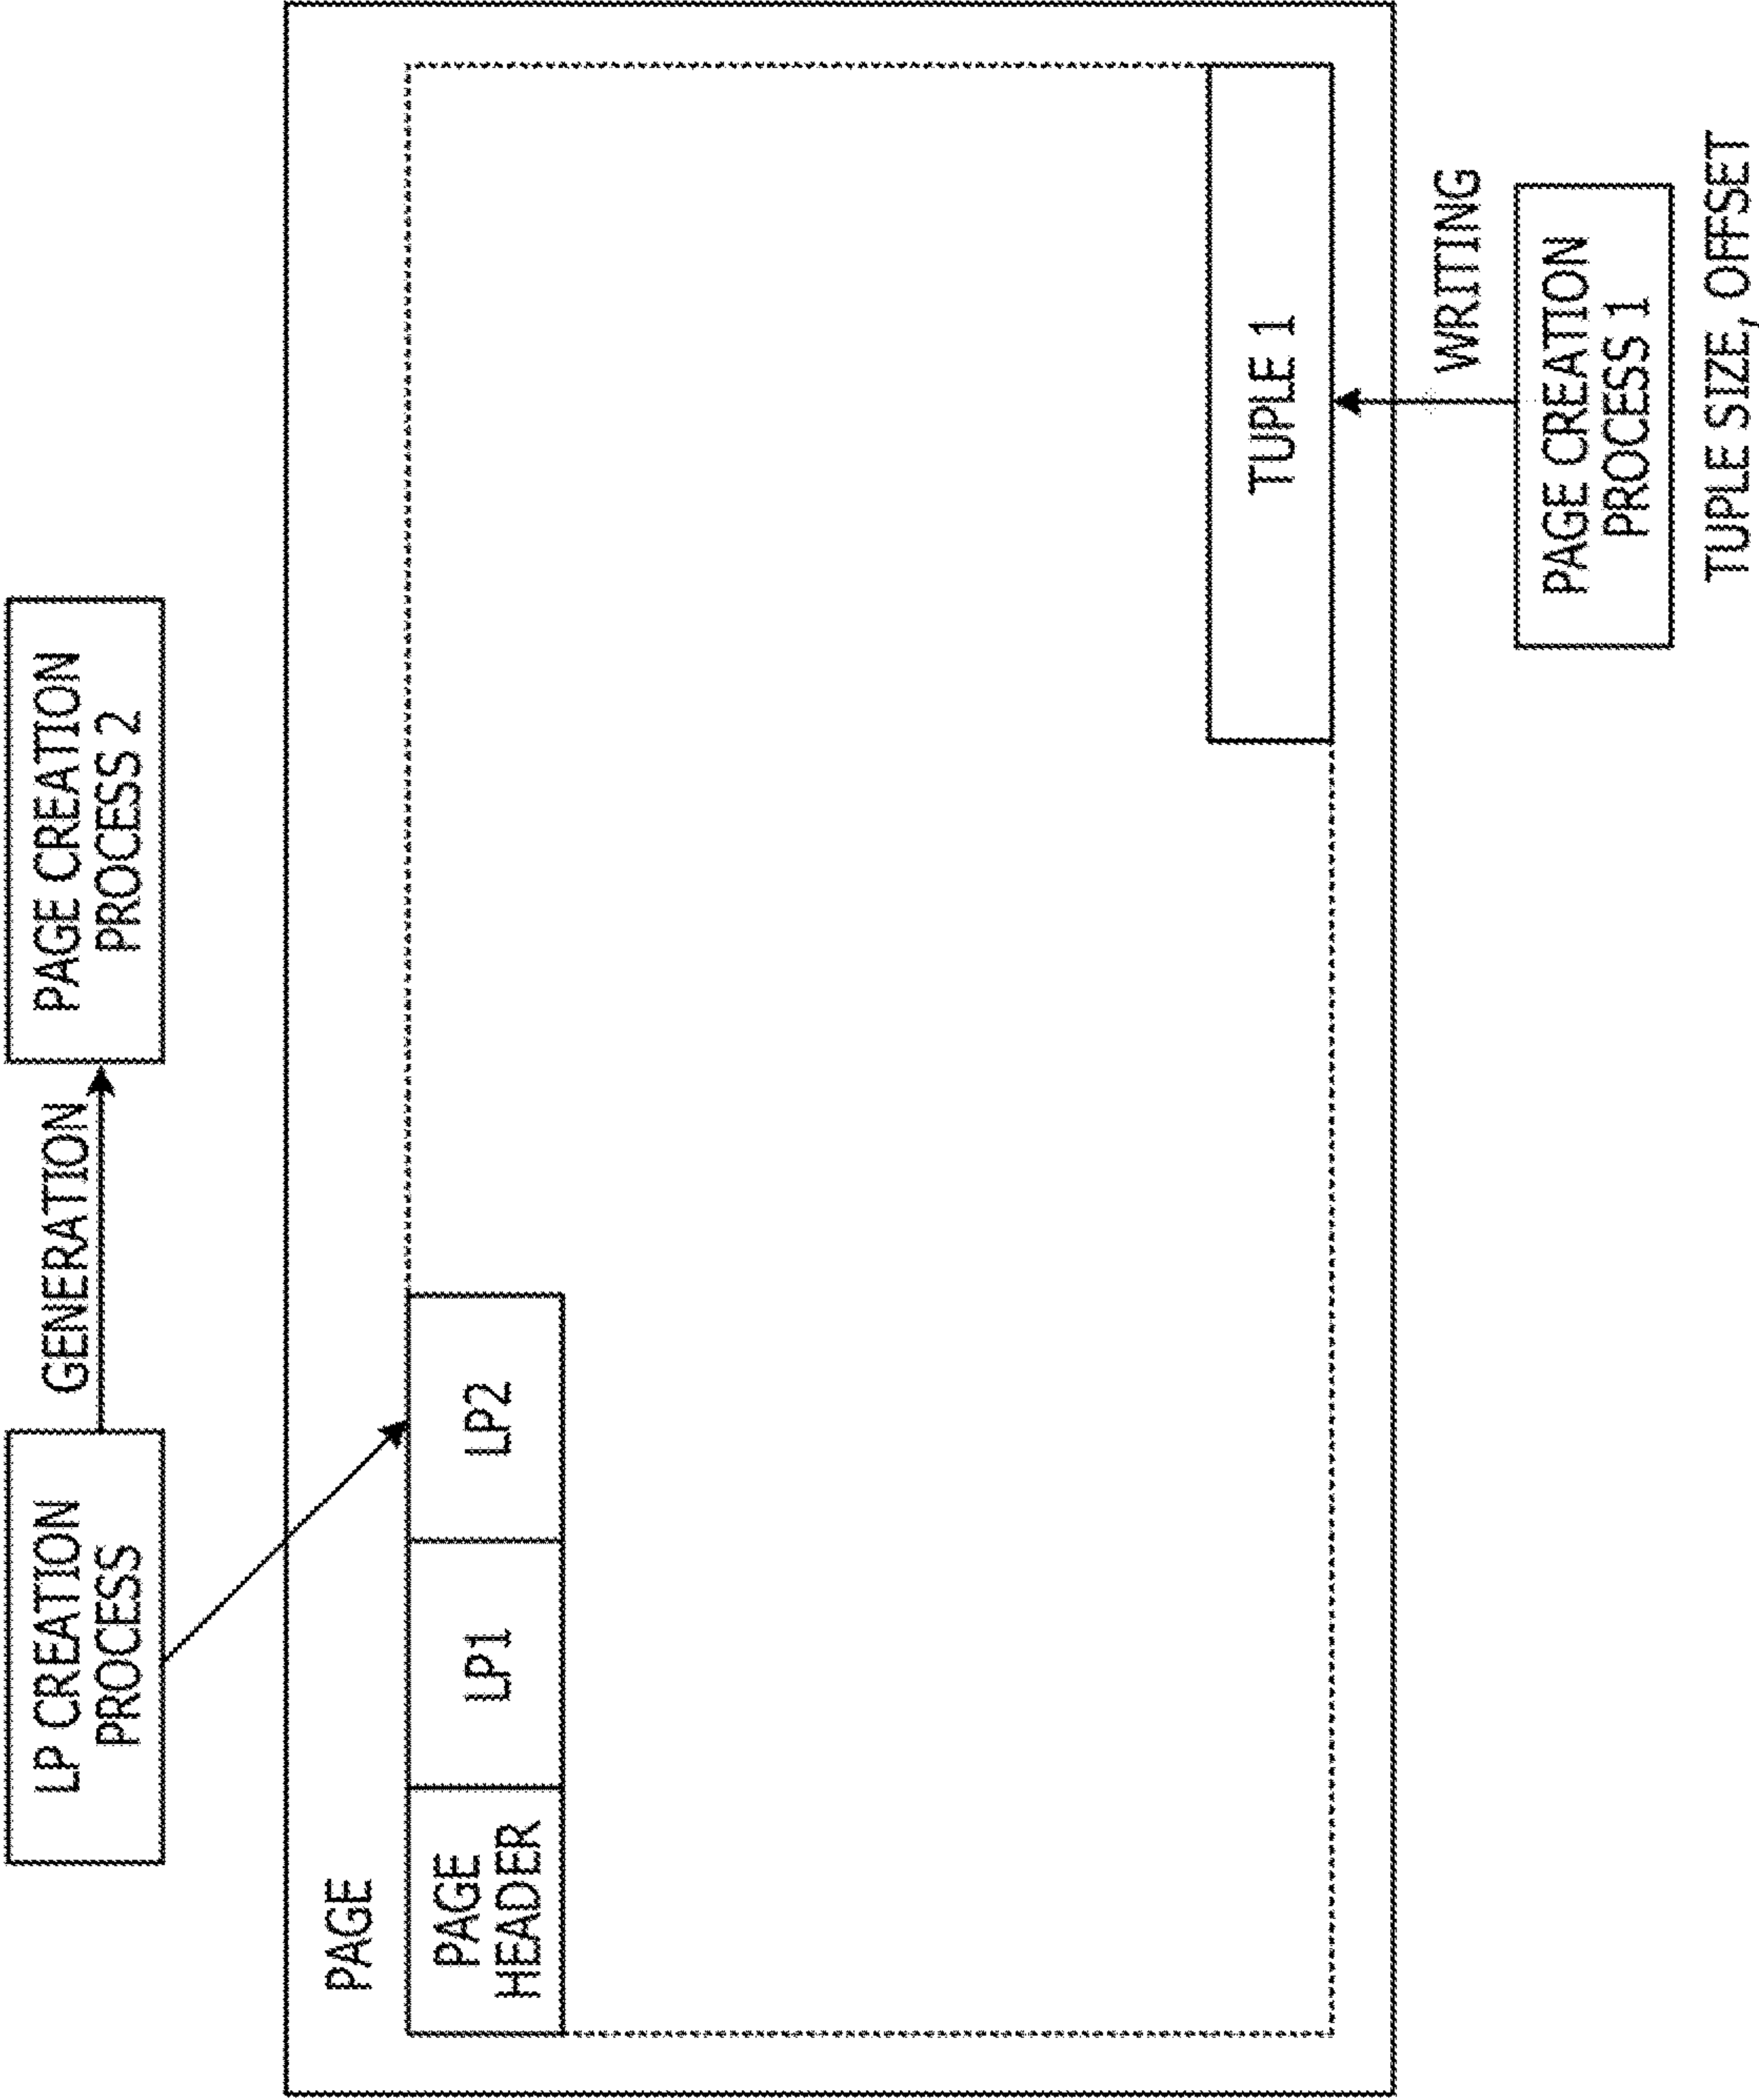 LP CREATION
PROCESS
GENERATION
PAGE CREATION
PROCESS 2
PAGE
PAGE
HEADER
LP1
LP2
TUPLE 1
WRITING
PAGE CREATION
PROCESS 1
TUPLE SIZE, OFFSET